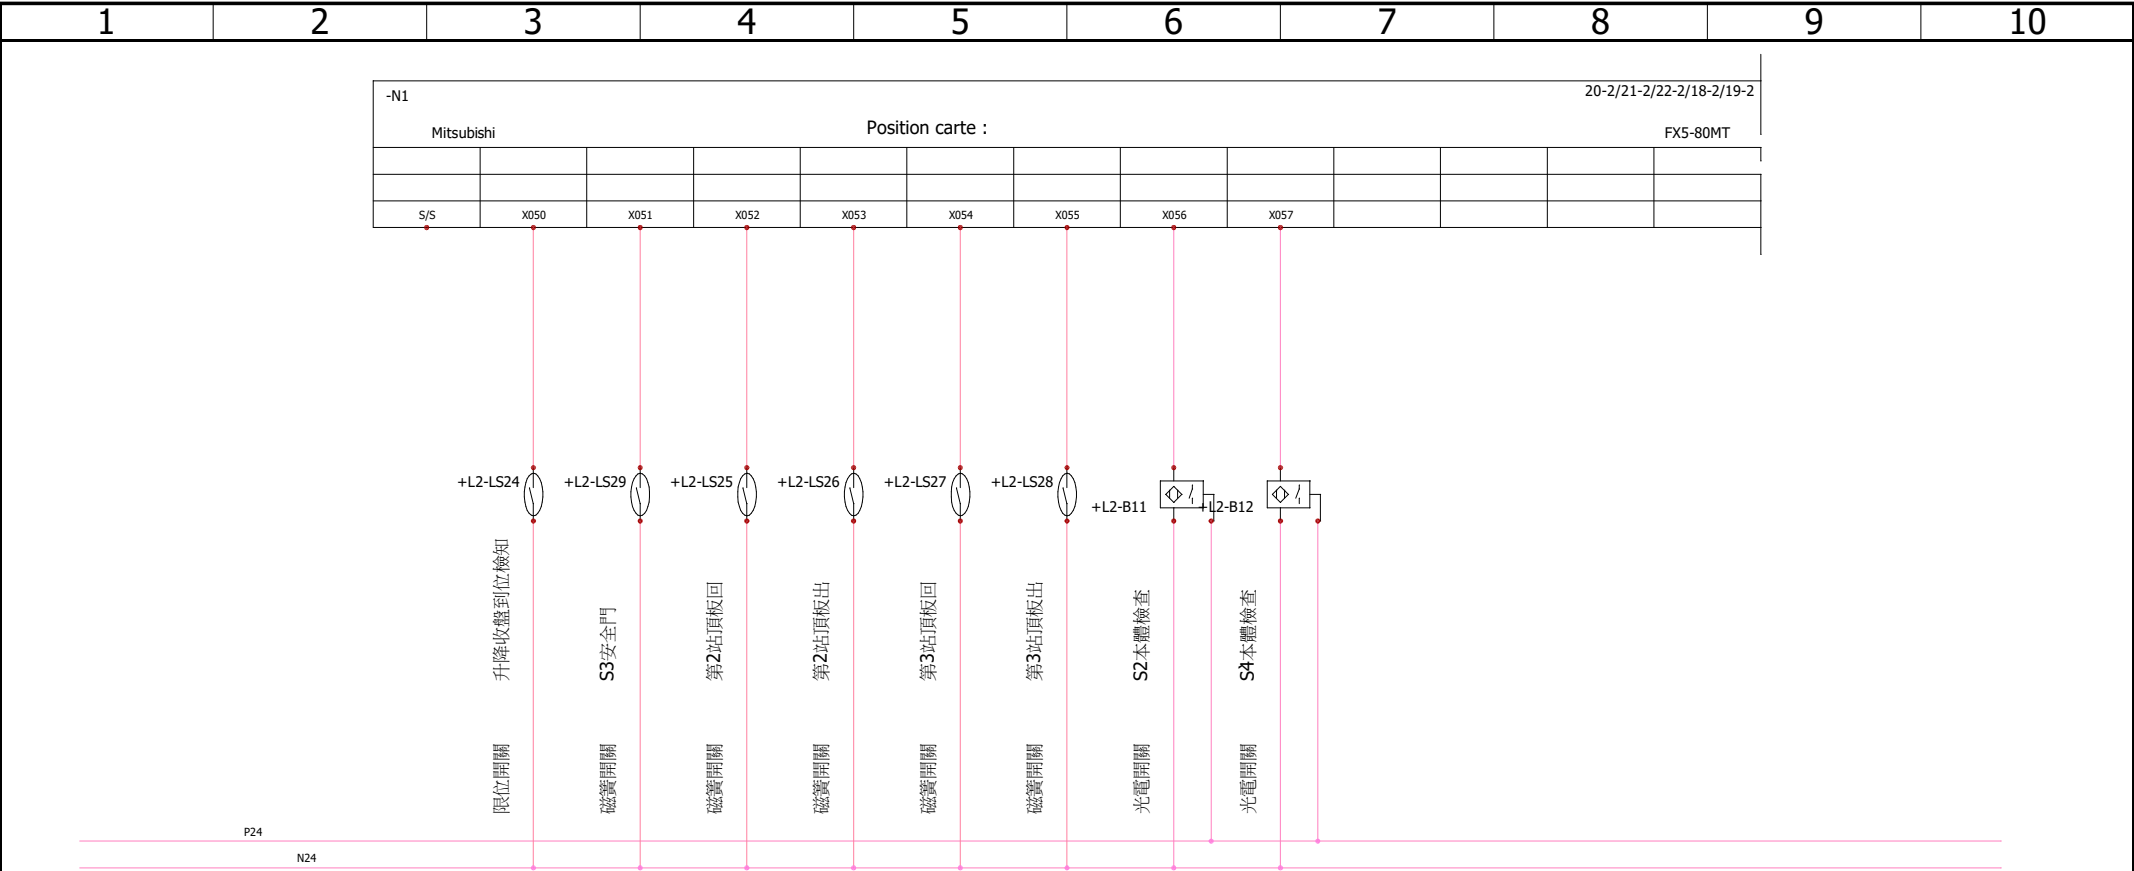 1 2 3 4 5 6 7 8 9 10
-N1 20-2/21-2/22-2/18-2/19-2
Mitsubishi Position carte : FX5-80MT
S/S X050 X051 X052 X053 X054 X055 X056 X057
+L2-LS24 +L2-LS29 +L2-LS25 +L2-LS26 +L2-LS27 +L2-LS28 +L2-B11 +L2-B12
升降收盤到位檢知
S3安全門
第2站頂板回
第2站頂板出
第3站頂板回
第3站頂板出
S2本體檢查
S4本體檢查
限位開關
磁簧開關
磁簧開關
磁簧開關
磁簧開關
磁簧開關
光電開關
光電開關
P24
N24